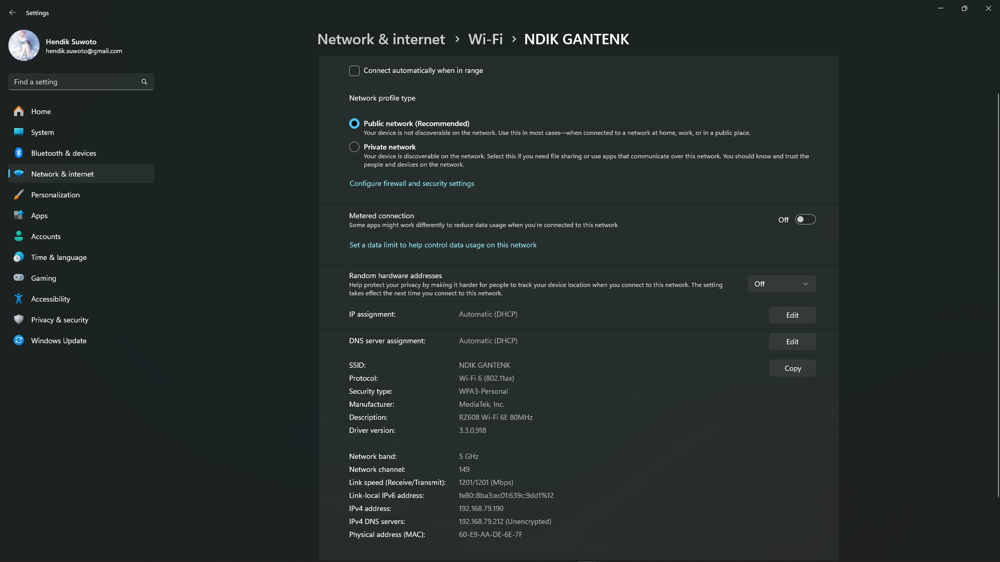 Settings
Hendik Suwoto
hendik.suwoto@gmail.com
Find a setting
Home
System
Bluetooth & devices
Network & internet
Personalization
Apps
Accounts
Time & language
Gaming
Accessibility
Privacy & security
Windows Update
Network & internet > Wi-Fi > NDIK GANTENK
Connect automatically when in range
Network profile type
Public network (Recommended)
Your device is not discoverable on the network. Use this in most cases—when connected to a network at home, work, or in a public place.
Private network
Your device is discoverable on the network. Select this if you need file sharing or use apps that communicate over this network. You should know and trust the
people and devices on the network.
Configure firewall and security settings
Metered connection
Some apps might work differently to reduce data usage when you're connected to this network
Off
Set a data limit to help control data usage on this network
Random hardware addresses
Help protect your privacy by making it harder for people to track your device location when you connect to this network. The setting
takes effect the next time you connect to this network.
Off
IP assignment: Automatic (DHCP) Edit
DNS server assignment: Automatic (DHCP) Edit
SSID: NDIK GANTENK Copy
Protocol: Wi-Fi 6 (802.11ax)
Security type: WPA3-Personal
Manufacturer: MediaTek, Inc.
Description: RZ608 Wi-Fi 6E 80MHz
Driver version: 3.3.0.918
Network band: 5 GHz
Network channel: 149
Link speed (Receive/Transmit): 1201/1201 (Mbps)
Link-local IPv6 address: fe80::8ba3:ec01:639c:9dd1%12
IPv4 address: 192.168.79.190
IPv4 DNS servers: 192.168.79.212 (Unencrypted)
Physical address (MAC): 60-E9-AA-DE-6E-7F